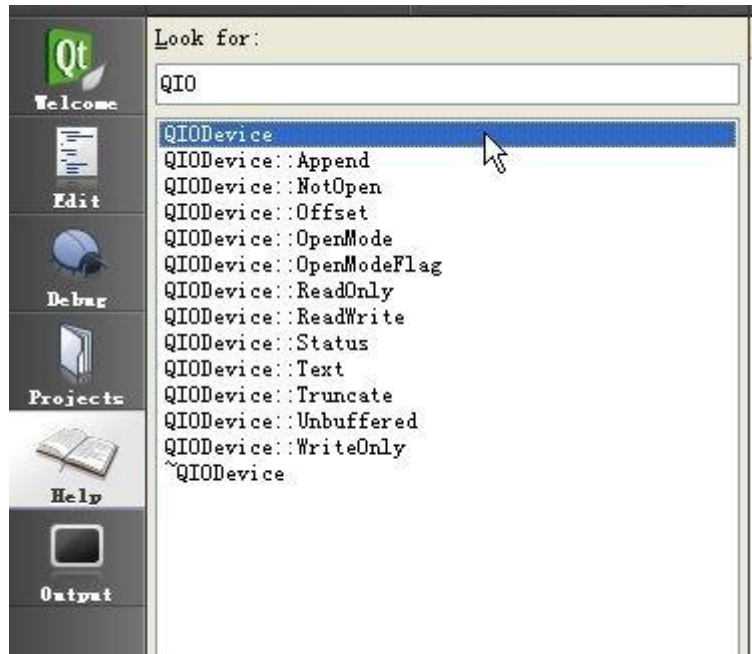 Look for:
QIO
Qt
Welcome
Edit
Debug
Projects
Help
Output
QIODevice
QIODevice::Append
QIODevice::NotOpen
QIODevice::Offset
QIODevice::OpenMode
QIODevice::OpenModeFlag
QIODevice::ReadOnly
QIODevice::ReadWrite
QIODevice::Status
QIODevice::Text
QIODevice::Truncate
QIODevice::Unbuffered
QIODevice::WriteOnly
~QIODevice